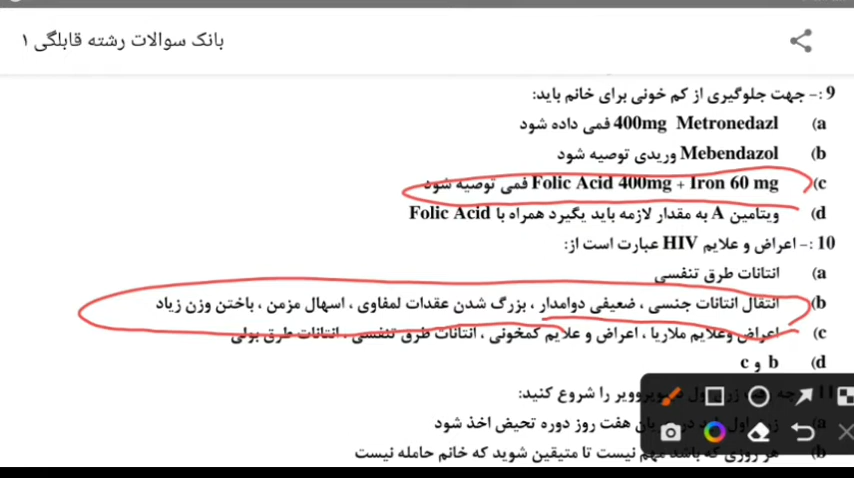 بانک سوالات رشته قابلگی ۱
9 :- جهت جلوگیری از کم خونی برای خانم باید:
a) 400mg Metronedazl فمی داده شود
b) Mebendazol وریدی توصیه شود
c) Folic Acid 400mg + Iron 60 mg فمی توصیه شود
d) ویتامین A به مقدار لازمه باید بگیرد همراه با Folic Acid
10 :- اعراض و علایم HIV عبارت است از:
a) انتانات طرق تنفسی
b) انتقال انتانات جنسی ، ضعیفی دوامدار ، بزرگ شدن عقدات لمفاوی ، اسهال مزمن ، باختن وزن زیاد
c) اعراض وعلایم ملاریا ، اعراض و علایم کمخونی ، انتانات طرق تنفسی ، انتانات طرق بولی
d) b و c
را شروع کنید:
هفت روز دوره تحیض اخذ شود
b) هر روزی که باشد مهم نیست تا متیقین شوید که خانم حامله نیست